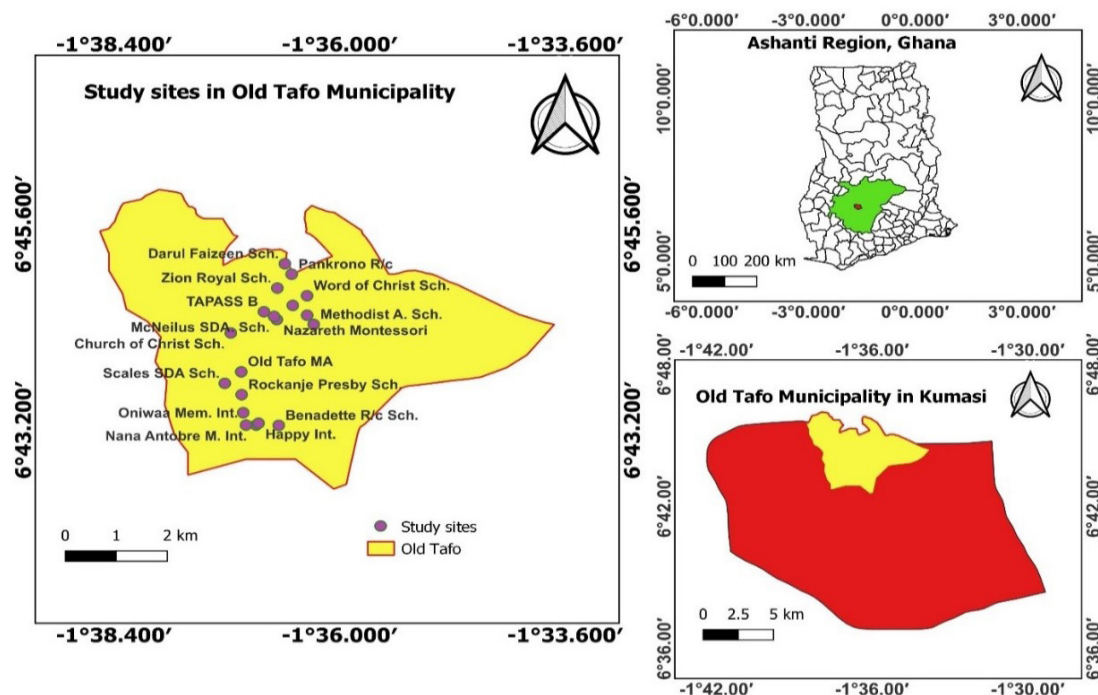 -1°38.400′ -1°36.000′ -1°33.600′
Study sites in Old Tafo Municipality
6°45.600′ 6°45.600′
Darul Faizeen Sch.
Pankrono R/c
Zion Royal Sch.
Word of Christ Sch.
TAPASS B
Methodist A. Sch.
McNeilus SDA. Sch.
Nazareth Montessori
Church of Christ Sch.
Old Tafo MA
Scales SDA Sch.
Rockanje Presby Sch.
Oniwaa Mem. Int.
Benadette R/c Sch.
Nana Antobre M. Int.
Happy Int.
6°43.200′ 6°43.200′
Study sites
Old Tafo
0 1 2 km
-1°38.400′ -1°36.000′ -1°33.600′
-6°0.000′ -3°0.000′ 0°0.000′ 3°0.000′
Ashanti Region, Ghana
10°0.000′ 10°0.000′
5°0.000′ 5°0.000′
0 100 200 km
-6°0.000′ -3°0.000′ 0°0.000′ 3°0.000′
-1°42.00′ -1°36.00′ -1°30.00′
6°48.00′ 6°48.00′
Old Tafo Municipality in Kumasi
6°42.00′ 6°42.00′
0 2.5 5 km
6°36.00′ 6°36.00′
-1°42.00′ -1°36.00′ -1°30.00′